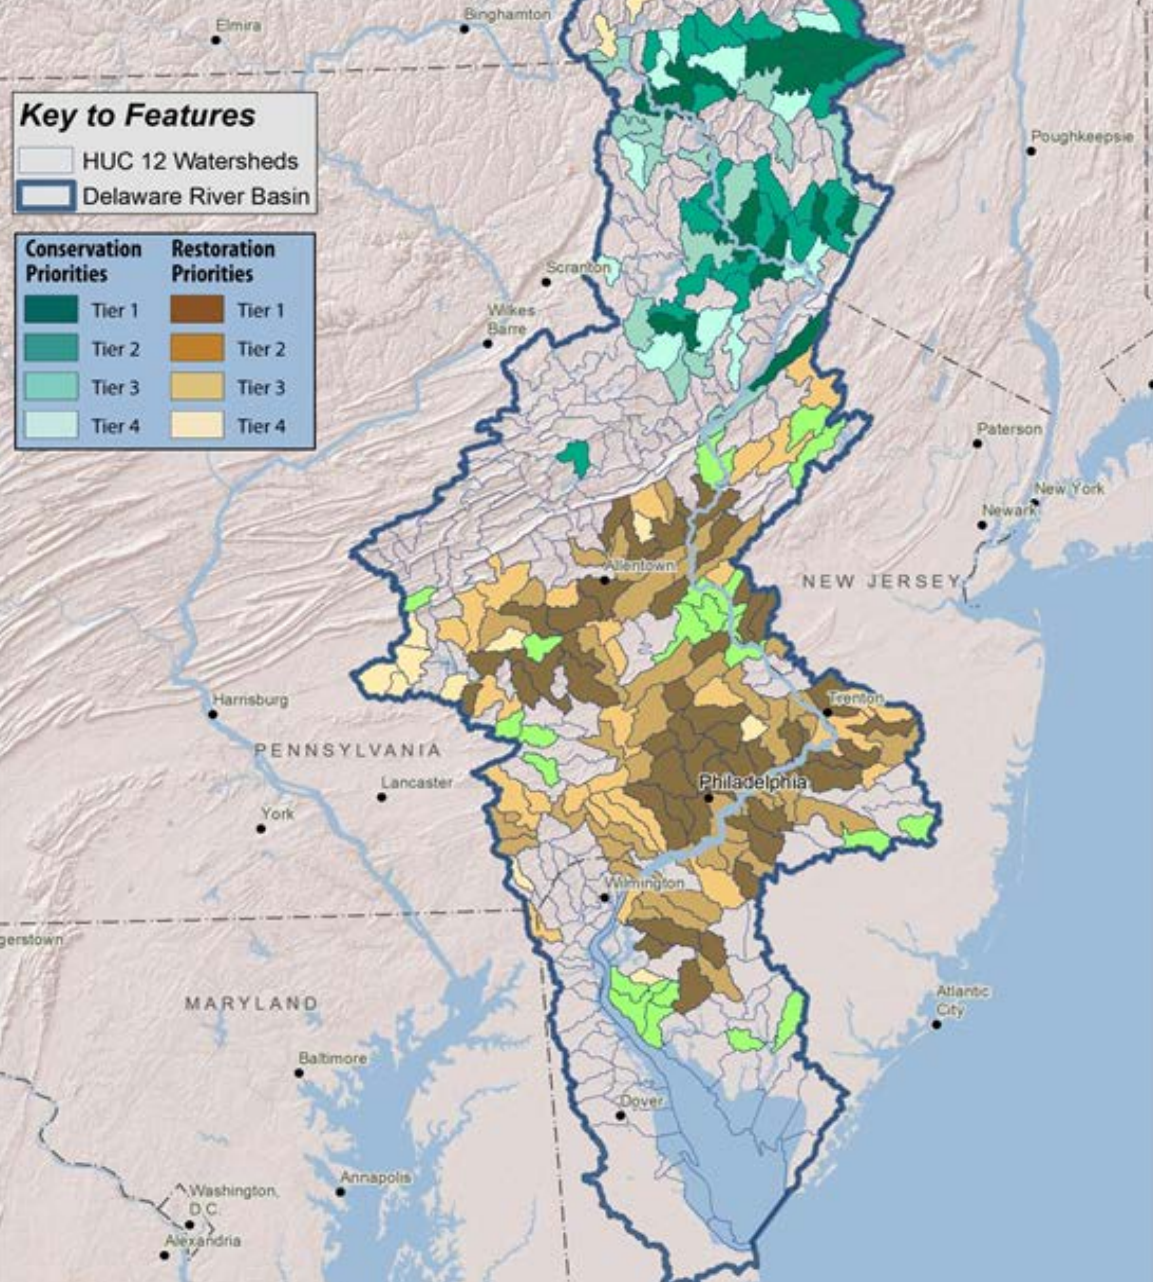 Binghamton
Elmira
Key to Features
HUC 12 Watersheds
Delaware River Basin
Poughkeepsie
Conservation Priorities
Restoration Priorities
Tier 1
Tier 1
Tier 2
Tier 2
Tier 3
Tier 3
Tier 4
Tier 4
Scranton
Wilkes
Barre
Paterson
New York
Newark
Allentown
NEW JERSEY
Harrisburg
Trenton
PENNSYLVANIA
Lancaster
Philadelphia
York
Wilmington
gerstown
MARYLAND
Atlantic
City
Baltimore
Dover
Annapolis
Washington,
D.C.
Alexandria